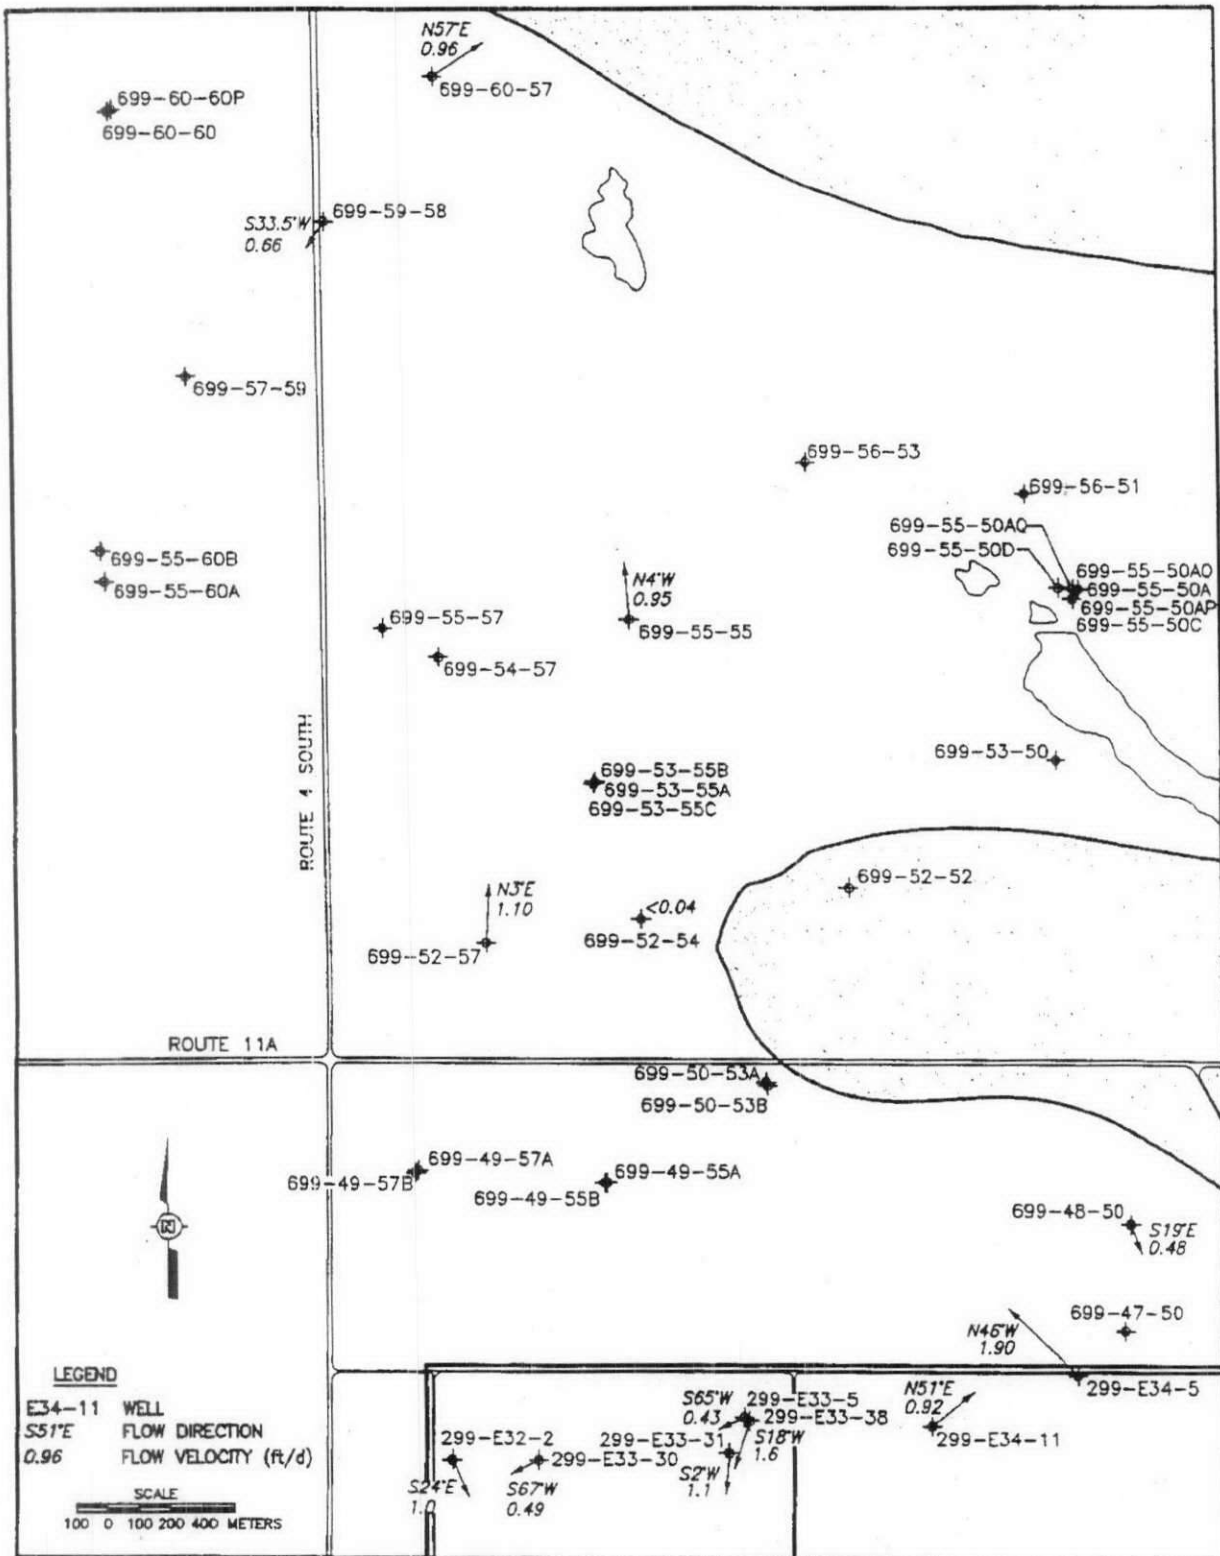 N57°E
0.96
699-60-57
699-60-60P
699-60-60
699-59-58
S33.5°W
0.66
699-57-59
699-56-53
699-56-51
699-55-50AQ
699-55-50D
699-55-50AO
699-55-50A
699-55-50AP
699-55-50C
699-55-60B
699-55-60A
N4°W
0.95
699-55-57
699-55-55
699-54-57
ROUTE 4 SOUTH
699-53-50
699-53-55B
699-53-55A
699-53-55C
699-52-52
N3°E
1.10
<0.04
699-52-54
699-52-57
ROUTE 11A
699-50-53A
699-50-53B
699-49-57A
699-49-57B
699-49-55A
699-49-55B
699-48-50
S19°E
0.48
N
699-47-50
N46°W
1.90
299-E34-5
N51°E
0.92
299-E34-11
S65°W
0.43
299-E33-5
299-E33-38
S18°W
1.6
299-E33-31
S2°W
1.1
299-E32-2
S24°E
1.0
299-E33-30
S67°W
0.49
LEGEND
E34-11 WELL
S51°E FLOW DIRECTION
0.96 FLOW VELOCITY (ft/d)
SCALE
100 0 100 200 400 METERS